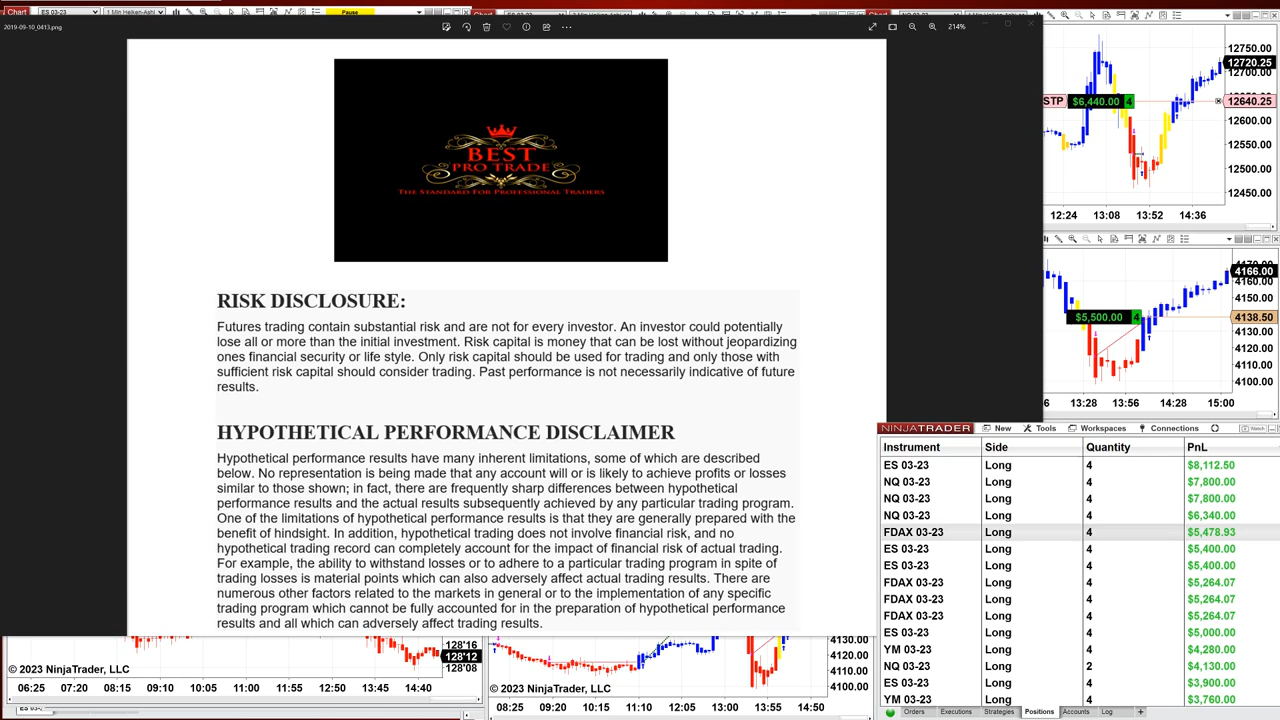 Chart
ES 03-23
1 Min Heiken-Ashi
Pause
2019-09-10_0413.png
214%
BEST
PRO TRADE
THE STANDARD FOR PROFESSIONAL TRADERS
RISK DISCLOSURE:
Futures trading contain substantial risk and are not for every investor. An investor could potentially
lose all or more than the initial investment. Risk capital is money that can be lost without jeopardizing
ones financial security or life style. Only risk capital should be used for trading and only those with
sufficient risk capital should consider trading. Past performance is not necessarily indicative of future
results.
HYPOTHETICAL PERFORMANCE DISCLAIMER
Hypothetical performance results have many inherent limitations, some of which are described
below. No representation is being made that any account will or is likely to achieve profits or losses
similar to those shown; in fact, there are frequently sharp differences between hypothetical
performance results and the actual results subsequently achieved by any particular trading program.
One of the limitations of hypothetical performance results is that they are generally prepared with the
benefit of hindsight. In addition, hypothetical trading does not involve financial risk, and no
hypothetical trading record can completely account for the impact of financial risk of actual trading.
For example, the ability to withstand losses or to adhere to a particular trading program in spite of
trading losses is material points which can also adversely affect actual trading results. There are
numerous other factors related to the markets in general or to the implementation of any specific
trading program which cannot be fully accounted for in the preparation of hypothetical performance
results and all which can adversely affect trading results.
12750.00
12720.25
12700.00
STP $6,440.00 4 12640.25
12600.00
12550.00
12500.00
12450.00
12:24 13:08 13:52 14:36
4166.00
4160.00
4150.00
$5,500.00 4 4138.50
4130.00
4120.00
4110.00
4100.00
13:28 13:56 14:28 15:00
NINJATRADER New Tools Workspaces Connections
Instrument Side Quantity PnL
ES 03-23 Long 4 $8,112.50
NQ 03-23 Long 4 $7,800.00
NQ 03-23 Long 4 $7,800.00
NQ 03-23 Long 4 $6,340.00
FDAX 03-23 Long 4 $5,478.93
ES 03-23 Long 4 $5,400.00
ES 03-23 Long 4 $5,400.00
FDAX 03-23 Long 4 $5,264.07
FDAX 03-23 Long 4 $5,264.07
FDAX 03-23 Long 4 $5,264.07
ES 03-23 Long 4 $5,000.00
YM 03-23 Long 4 $4,280.00
NQ 03-23 Long 2 $4,130.00
ES 03-23 Long 4 $3,900.00
YM 03-23 Long 4 $3,760.00
Orders Executions Strategies Positions Accounts Log +
128'16
128'12
128'08
© 2023 NinjaTrader, LLC
06:25 07:20 08:15 09:10 10:05 11:00 11:55 12:50 13:45 14:40
4130.00
4120.00
4110.00
4100.00
© 2023 NinjaTrader, LLC
08:25 09:20 10:15 11:10 12:05 13:00 13:55 14:50